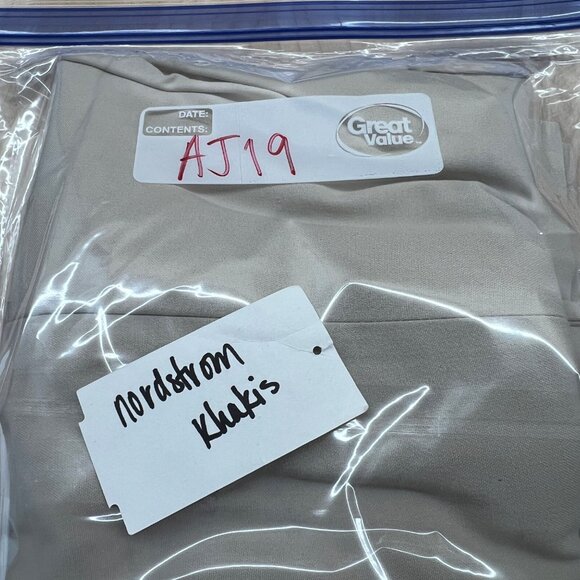 DATE:
CONTENTS:
AJ19
Great
Value
nordstrom
Khakis